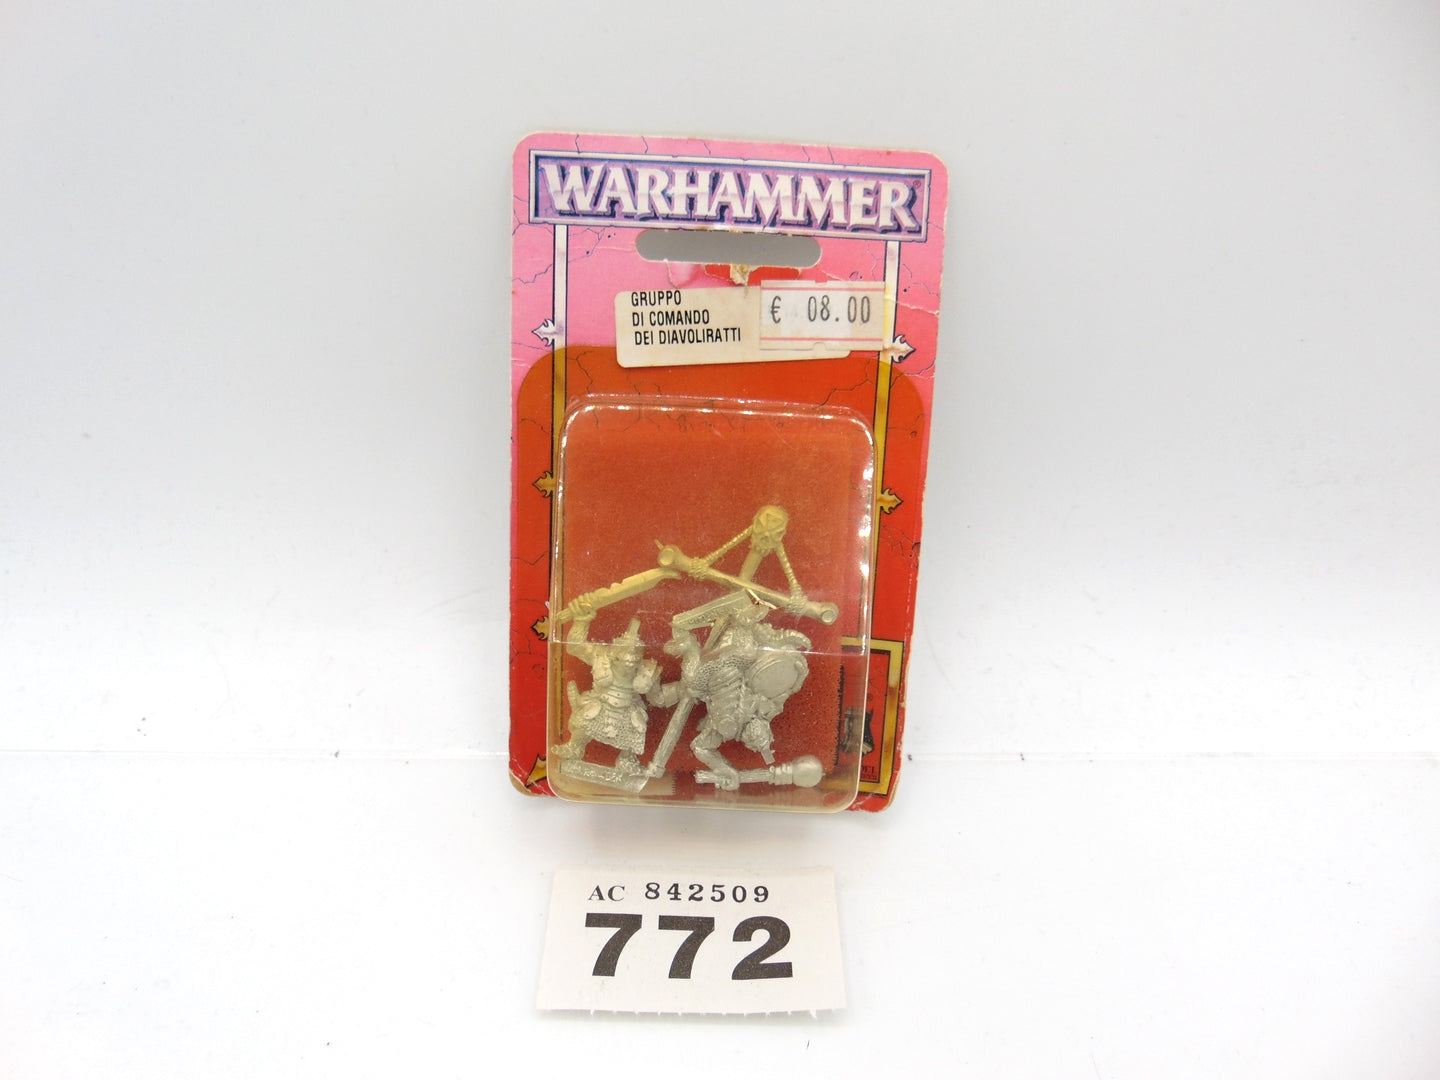 WARHAMMER®
GRUPPO
DI COMANDO
DEI DIAVOLIRATTI
€ 08.00
AC 842509
772